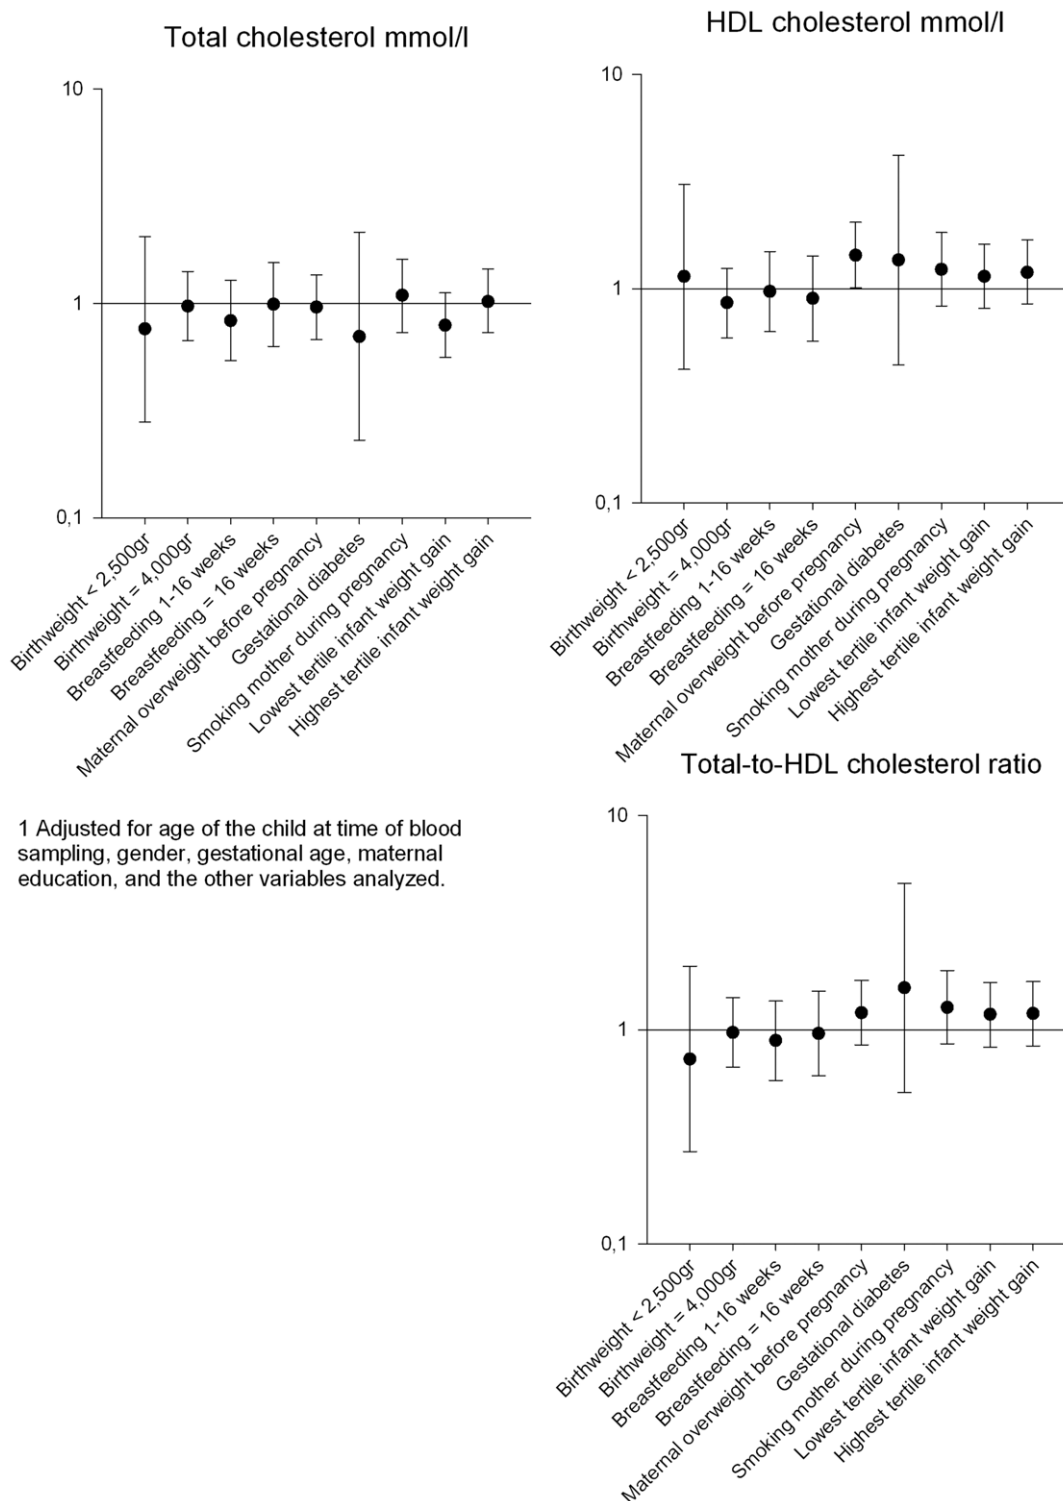 Total cholesterol mmol/l
10
1
0,1
Birthweight < 2,500gr
Birthweight = 4,000gr
Breastfeeding 1-16 weeks
Breastfeeding = 16 weeks
Maternal overweight before pregnancy
Gestational diabetes
Smoking mother during pregnancy
Lowest tertile infant weight gain
Highest tertile infant weight gain
HDL cholesterol mmol/l
10
1
0,1
Birthweight < 2,500gr
Birthweight = 4,000gr
Breastfeeding 1-16 weeks
Breastfeeding = 16 weeks
Maternal overweight before pregnancy
Gestational diabetes
Smoking mother during pregnancy
Lowest tertile infant weight gain
Highest tertile infant weight gain
1 Adjusted for age of the child at time of blood
sampling, gender, gestational age, maternal
education, and the other variables analyzed.
Total-to-HDL cholesterol ratio
10
1
0,1
Birthweight < 2,500gr
Birthweight = 4,000gr
Breastfeeding 1-16 weeks
Breastfeeding = 16 weeks
Maternal overweight before pregnancy
Gestational diabetes
Smoking mother during pregnancy
Lowest tertile infant weight gain
Highest tertile infant weight gain